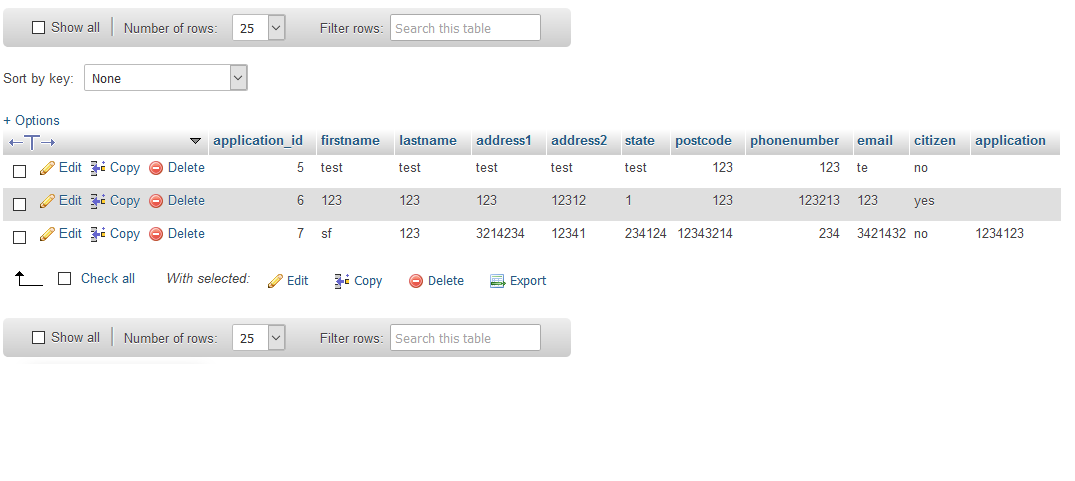 Show all Number of rows: 25 Filter rows: Search this table
Sort by key: None
+ Options
application_id firstname lastname address1 address2 state postcode phonenumber email citizen application
Edit Copy Delete 5 test test test test test 123 123 te no
Edit Copy Delete 6 123 123 123 12312 1 123 123213 123 yes
Edit Copy Delete 7 sf 123 3214234 12341 234124 12343214 234 3421432 no 1234123
Check all With selected: Edit Copy Delete Export
Show all Number of rows: 25 Filter rows: Search this table